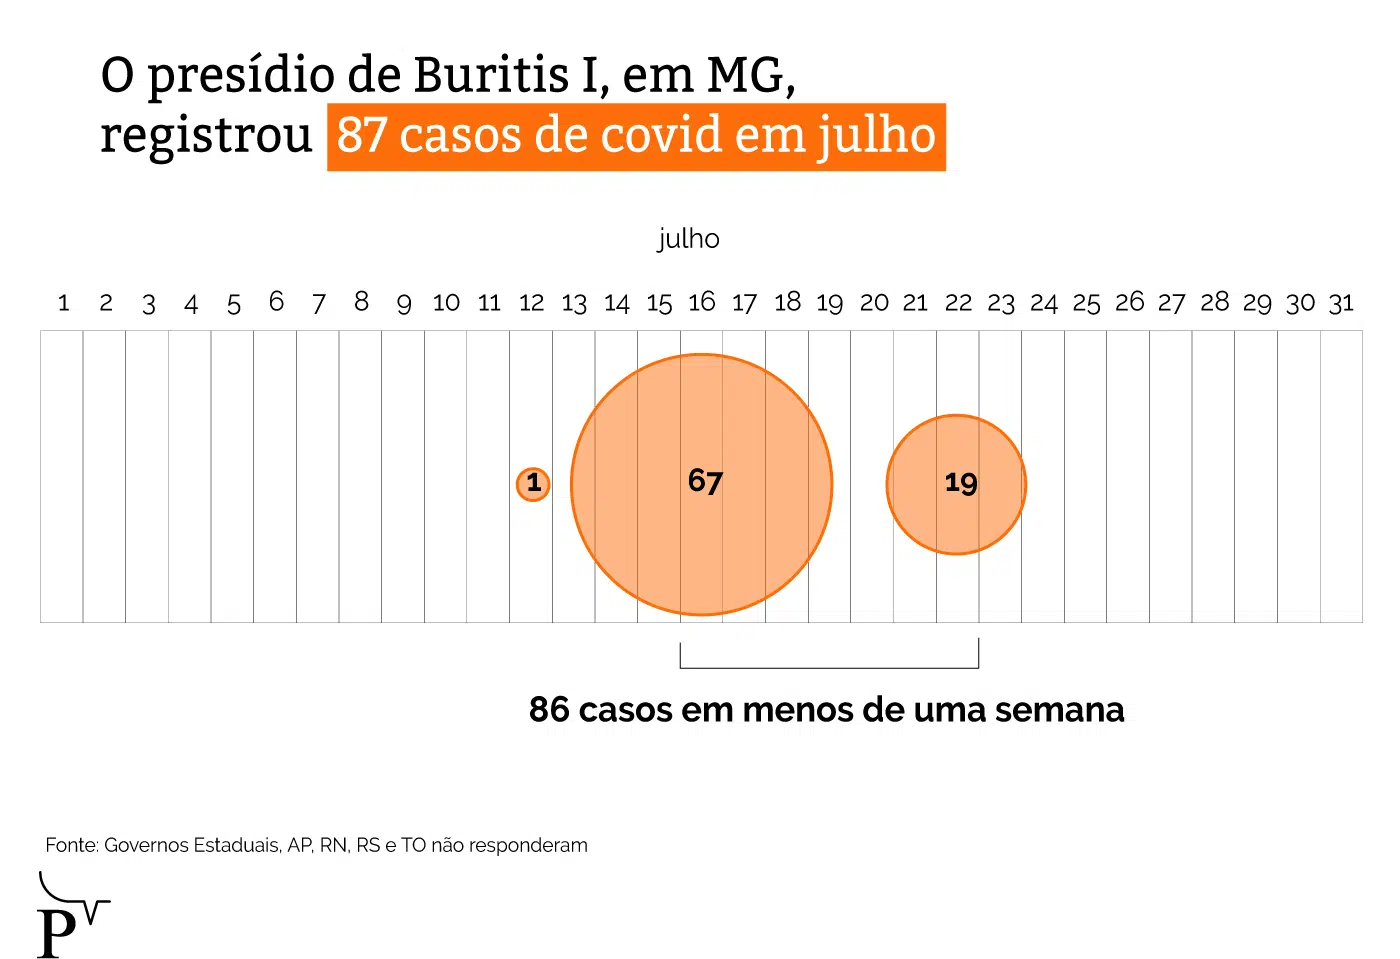 O presídio de Buritis I, em MG,
registrou 87 casos de covid em julho
julho
1 2 3 4 5 6 7 8 9 10 11 12 13 14 15 16 17 18 19 20 21 22 23 24 25 26 27 28 29 30 31
1 67 19
86 casos em menos de uma semana
Fonte: Governos Estaduais, AP, RN, RS e TO não responderam
P